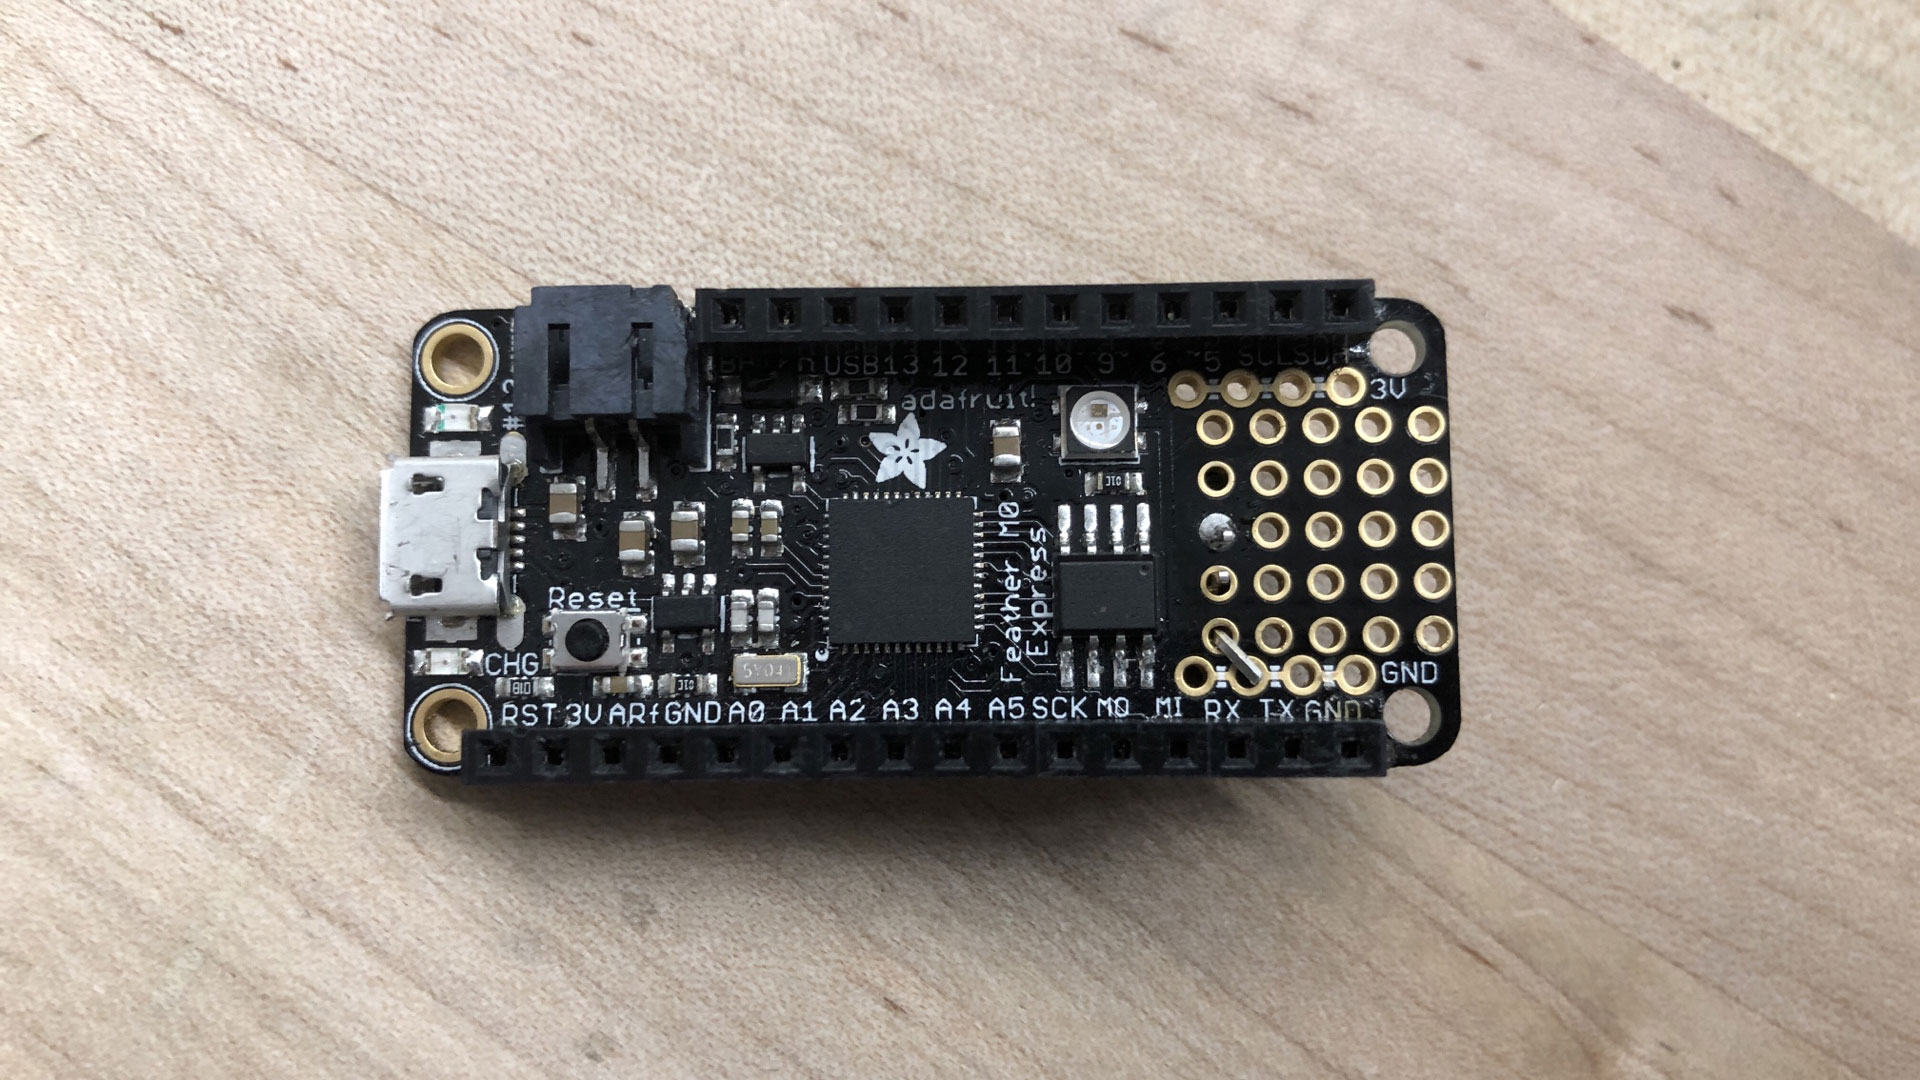 USB 13 12 11 10 9 6 5 SCL SDA
adafruit!
3V
#13
Feather M0
Express
Reset
CHG
GND
RST 3V ARf GND A0 A1 A2 A3 A4 A5 SCK MO MI RX TX GND